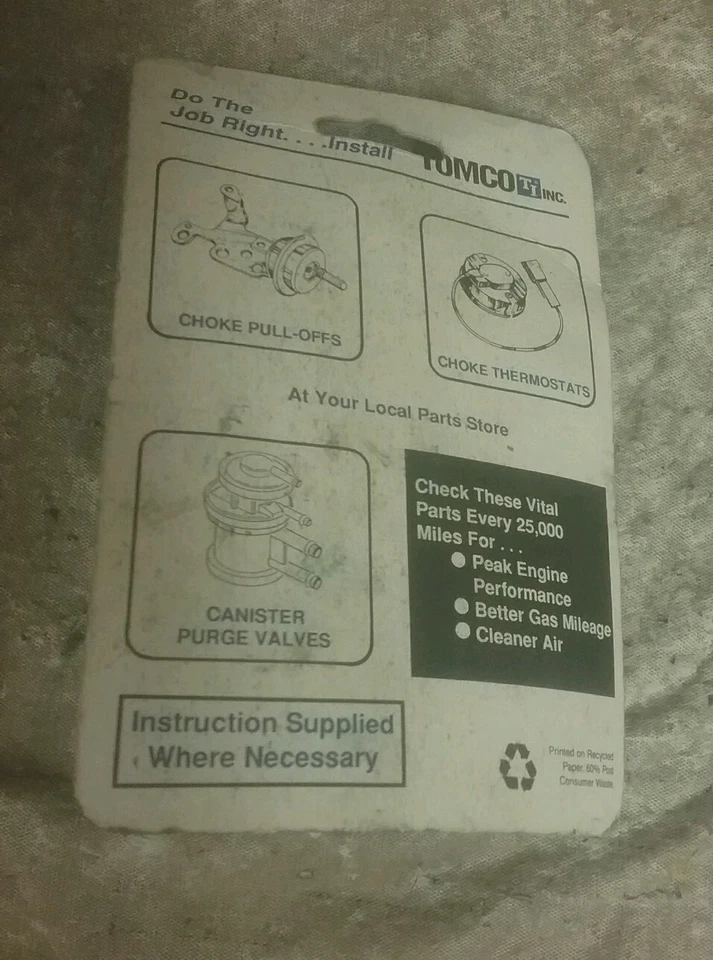 Do The
Job Right. . . .Install
TOMCO Ti INC.
CHOKE PULL-OFFS
CHOKE THERMOSTATS
At Your Local Parts Store
CANISTER
PURGE VALVES
Check These Vital
Parts Every 25,000
Miles For . . .
Peak Engine
Performance
Better Gas Mileage
Cleaner Air
Instruction Supplied
Where Necessary
Printed on Recycled
Paper, 60% Post
Consumer Waste